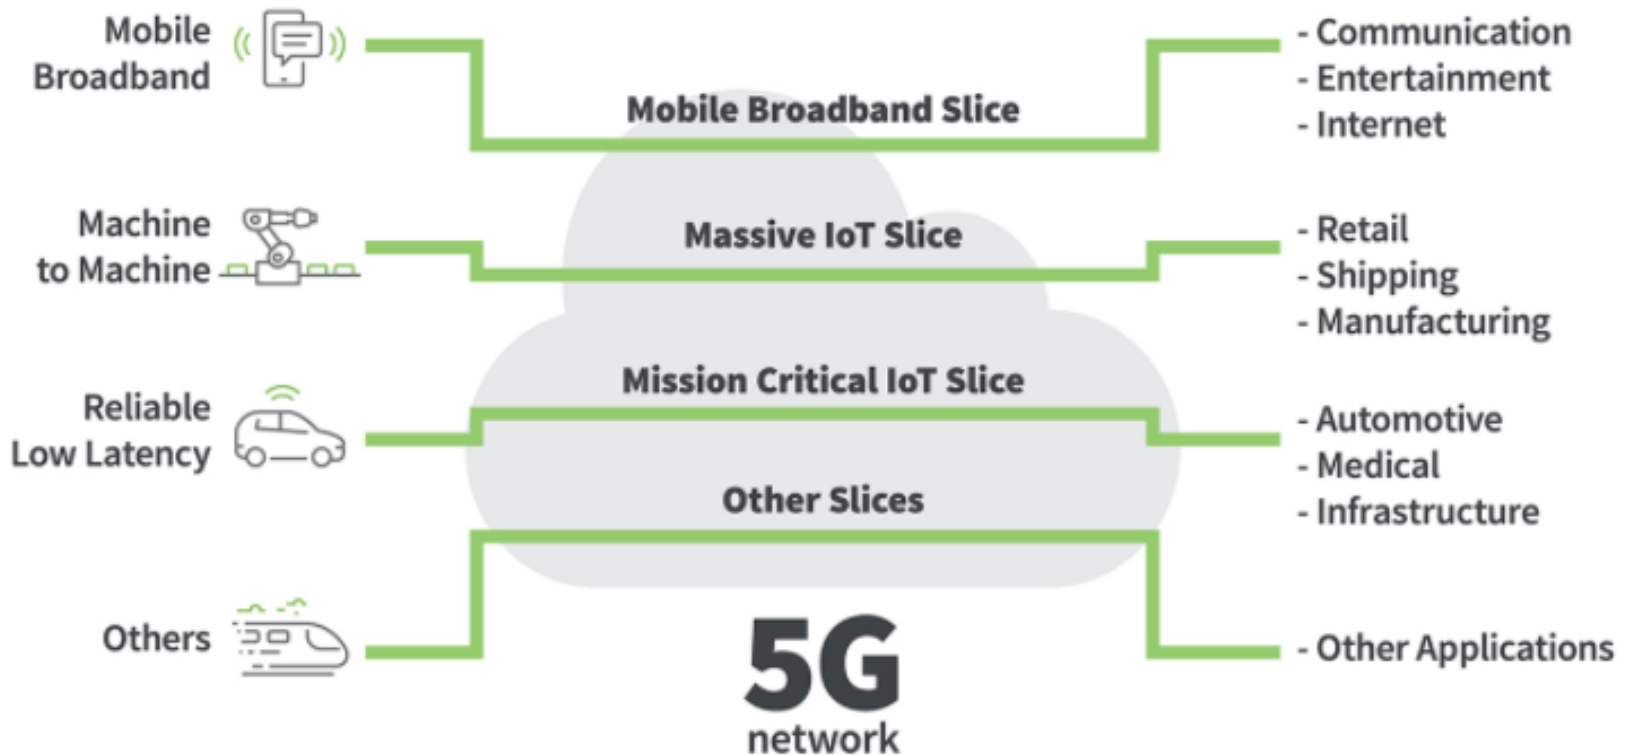 Mobile
Broadband
Mobile Broadband Slice
- Communication
- Entertainment
- Internet
Machine
to Machine
Massive IoT Slice
- Retail
- Shipping
- Manufacturing
Reliable
Low Latency
Mission Critical IoT Slice
- Automotive
- Medical
- Infrastructure
Others
Other Slices
- Other Applications
5G
network